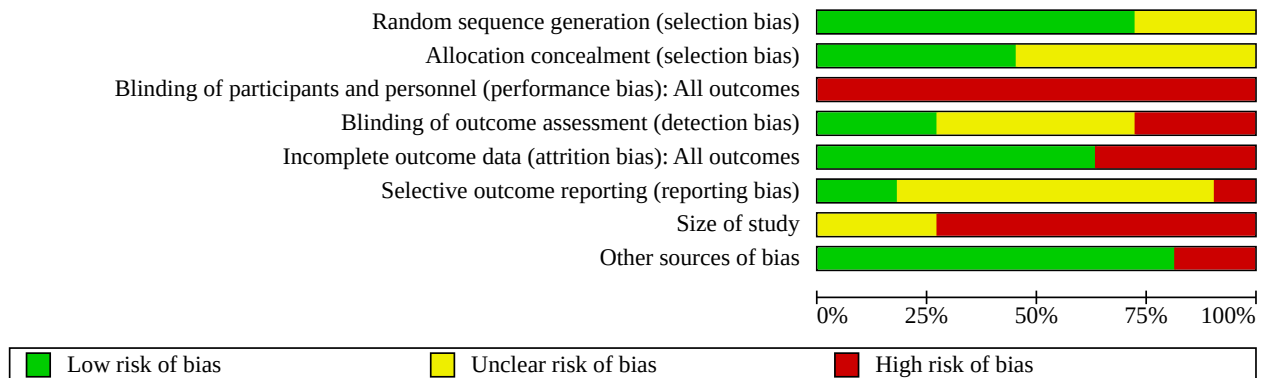 Random sequence generation (selection bias)
Allocation concealment (selection bias)
Blinding of participants and personnel (performance bias): All outcomes
Blinding of outcome assessment (detection bias)
Incomplete outcome data (attrition bias): All outcomes
Selective outcome reporting (reporting bias)
Size of study
Other sources of bias
0% 25% 50% 75% 100%
Low risk of bias Unclear risk of bias High risk of bias